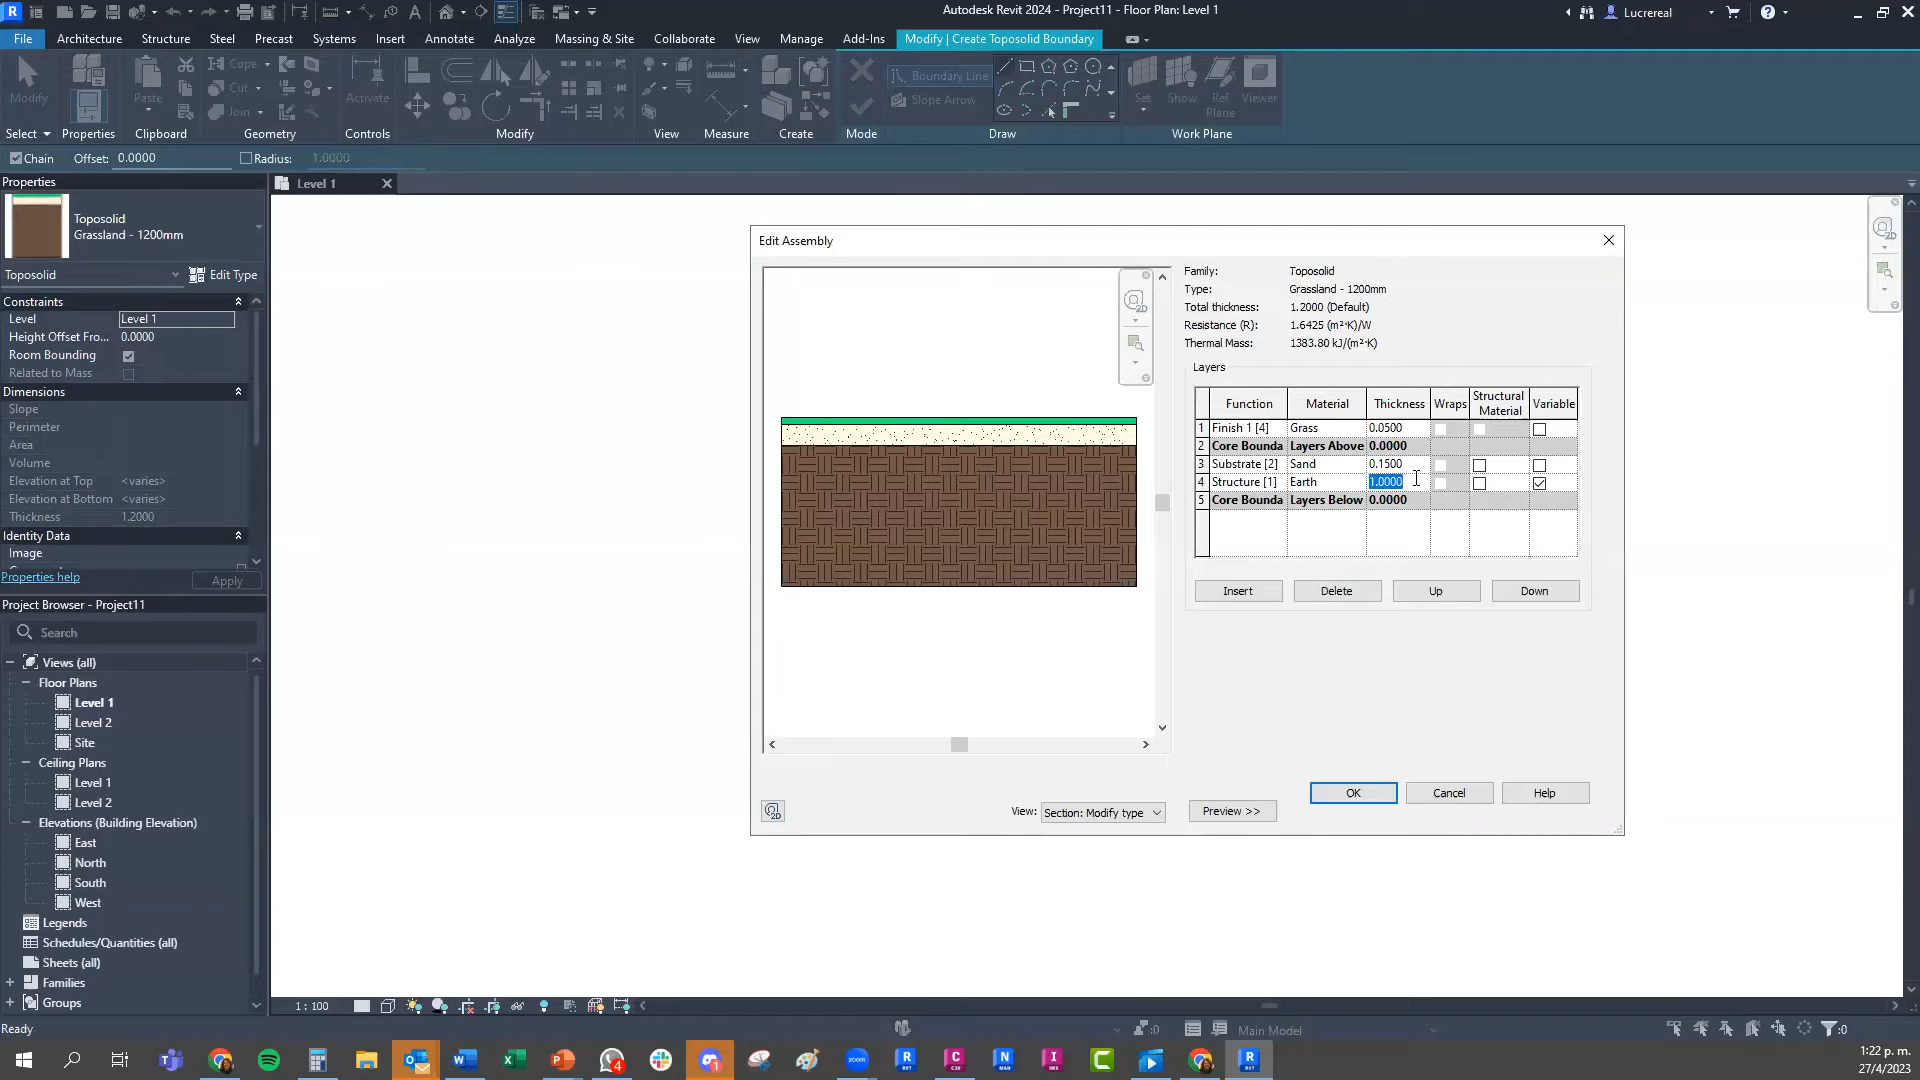 Autodesk Revit 2024 - Project11 - Floor Plan: Level 1
Lucrereal
File Architecture Structure Steel Precast Systems Insert Annotate Analyze Massing & Site Collaborate View Manage Add-Ins Modify | Create Toposolid Boundary
Modify Paste Cope Cut Join Activate Boundary Line Slope Arrow Set Show Ref Plane Viewer
Select Properties Clipboard Geometry Controls Modify View Measure Create Mode Draw Work Plane
Chain Offset: 0.0000 Radius: 1.0000
Properties
Level 1
Toposolid
Grassland - 1200mm
Toposolid Edit Type
Constraints
Level Level 1
Height Offset Fro... 0.0000
Room Bounding
Related to Mass
Dimensions
Slope
Perimeter
Area
Volume
Elevation at Top <varies>
Elevation at Bottom <varies>
Thickness 1.2000
Identity Data
Image
Properties help Apply
Project Browser - Project11
Search
Views (all)
Floor Plans
Level 1
Level 2
Site
Ceiling Plans
Level 1
Level 2
Elevations (Building Elevation)
East
North
South
West
Legends
Schedules/Quantities (all)
Sheets (all)
Families
Groups
Edit Assembly
Family: Toposolid
Type: Grassland - 1200mm
Total thickness: 1.2000 (Default)
Resistance (R): 1.6425 (m²·K)/W
Thermal Mass: 1383.80 kJ/(m²·K)
Layers
Function Material Thickness Wraps Structural Material Variable
1 Finish 1 [4] Grass 0.0500
2 Core Bounda Layers Above 0.0000
3 Substrate [2] Sand 0.1500
4 Structure [1] Earth 1.0000
5 Core Bounda Layers Below 0.0000
Insert Delete Up Down
OK Cancel Help
View: Section: Modify type Preview >>
1 : 100
Ready
:0
Main Model
:0
1:22 p. m.
27/4/2023